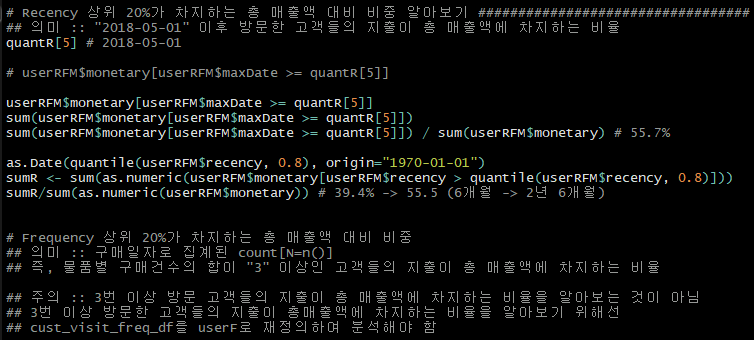 # Recency 상위 20%가 차지하는 총 매출액 대비 비중 알아보기 ##################################
## 의미 :: "2018-05-01" 이후 방문한 고객들의 지출이 총 매출액에 차지하는 비율
quantR[5] # 2018-05-01
# userRFM$monetary[userRFM$maxDate >= quantR[5]]
userRFM$monetary[userRFM$maxDate >= quantR[5]]
sum(userRFM$monetary[userRFM$maxDate >= quantR[5]])
sum(userRFM$monetary[userRFM$maxDate >= quantR[5]]) / sum(userRFM$monetary) # 55.7%
as.Date(quantile(userRFM$recency, 0.8), origin="1970-01-01")
sumR <- sum(as.numeric(userRFM$monetary[userRFM$recency > quantile(userRFM$recency, 0.8)]))
sumR/sum(as.numeric(userRFM$monetary)) # 39.4% -> 55.5 (6개월 -> 2년 6개월)
# Frequency 상위 20%가 차지하는 총 매출액 대비 비중
## 의미 :: 구매일자로 집계된 count[N=n()]
## 즉, 물품별 구매건수의 합이 "3" 이상인 고객들의 지출이 총 매출액에 차지하는 비율
## 주의 :: 3번 이상 방문 고객들의 지출이 총 매출액에 차지하는 비율을 알아보는 것이 아님
## 3번 이상 방문한 고객들의 지출이 총매출액에 차지하는 비율을 알아보기 위해선
## cust_visit_freq_df를 userF로 재정의하여 분석해야 함